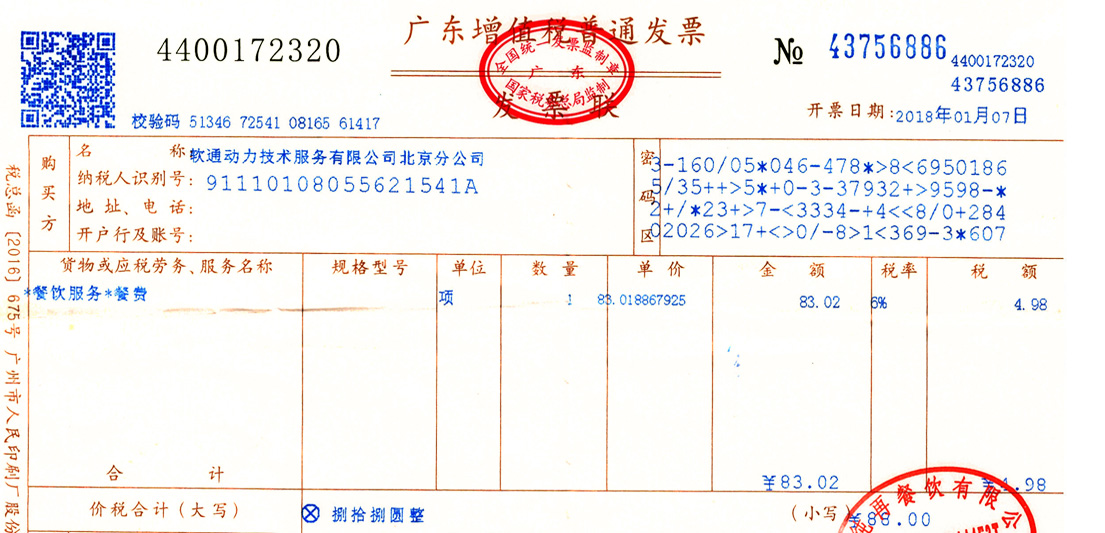 4400172320
广东增值税普通发票
发票联
全国统一发票监制章
广东
国家税务总局监制
№ 43756886
4400172320
43756886
校验码 51346 72541 08165 61417
开票日期:2018年01月07日
购买方
名称:软通动力技术服务有限公司北京分公司
纳税人识别号:91110108055621541A
地址、电话:
开户行及账号:
密码区
3-160/05*046-478*>8<6950186
5/35++>5*+0-3-37932+>9598-*
2+/*23+>7-<3334-+4<<8/0+284
02026>17+<>0/-8>1<369-3*607
货物或应税劳务、服务名称 规格型号 单位 数量 单价 金额 税率 税额
*餐饮服务*餐费 项 1 83.018867925 83.02 6% 4.98
合计 ¥83.02 ¥4.98
价税合计(大写) ⊗ 捌拾捌圆整 (小写) ¥88.00
税总函[2016]675号广州市人民印刷厂股份
再餐饮有限公